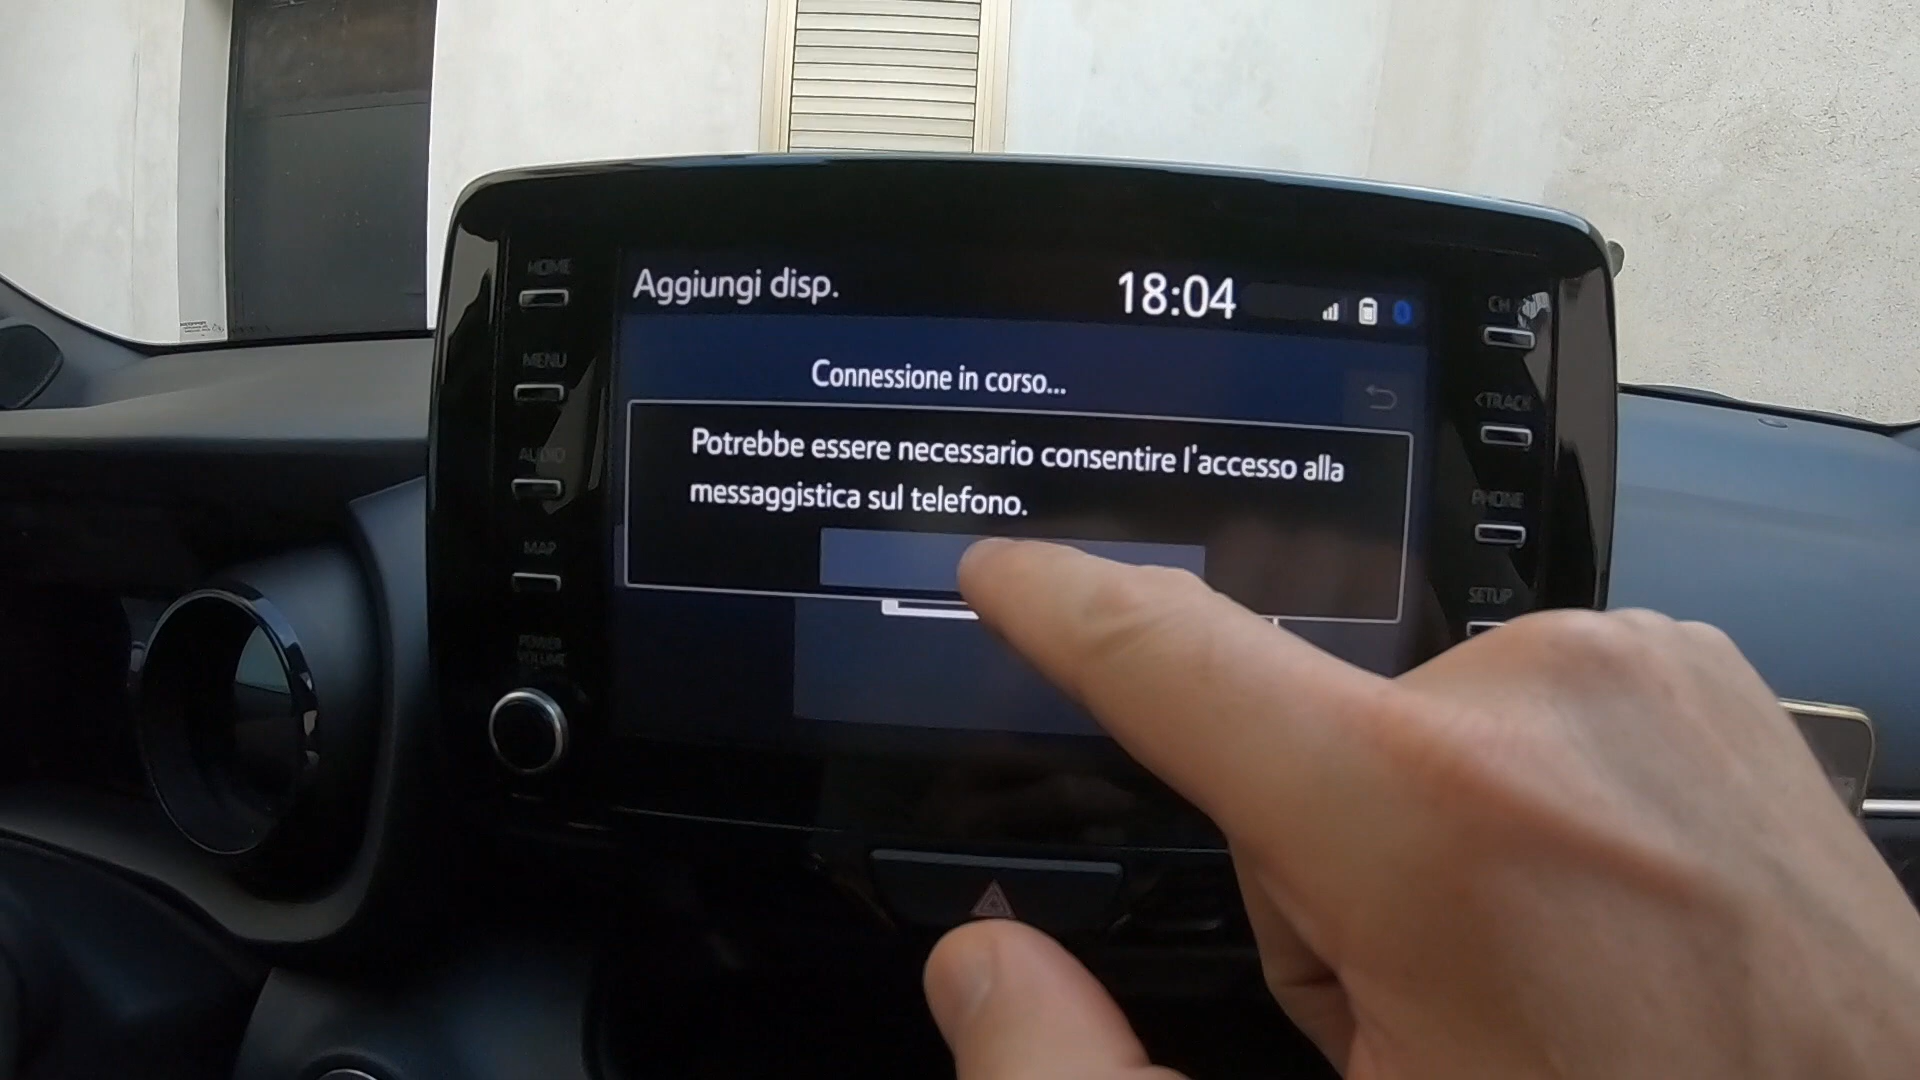 HOME
Aggiungi disp.
18:04
CH
MENU
Connessione in corso...
<TRACK
AUDIO
Potrebbe essere necessario consentire l'accesso alla
messaggistica sul telefono.
PHONE
MAP
SETUP
POWER
VOLUME